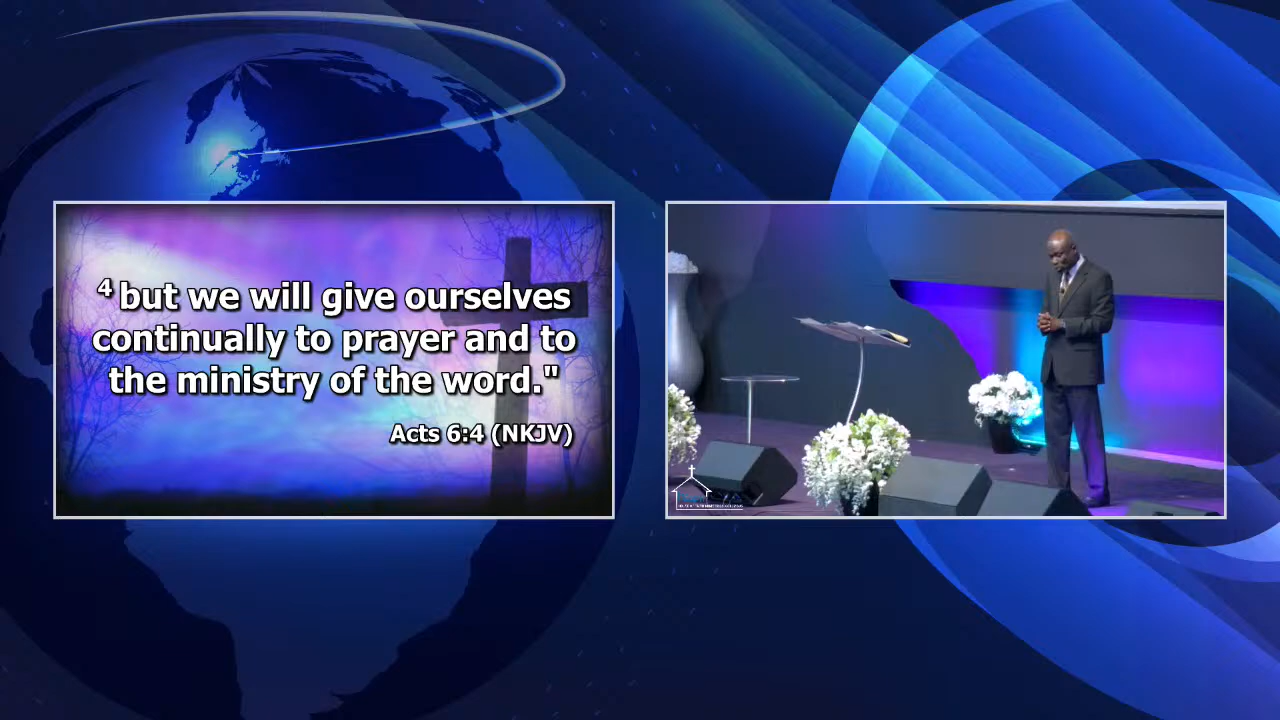 4 but we will give ourselves
continually to prayer and to
the ministry of the word."
Acts 6:4 (NKJV)